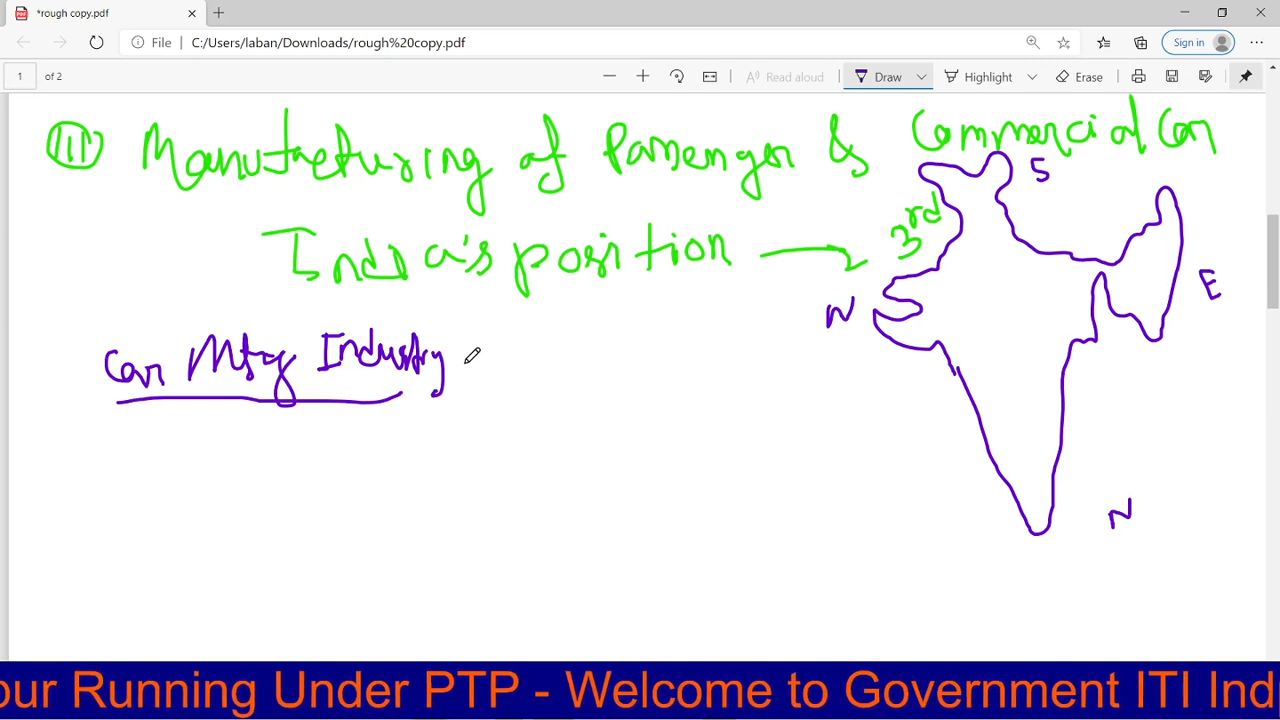 *rough copy.pdf
File C:/Users/laban/Downloads/rough%20copy.pdf Sign in
1 of 2 Read aloud Draw Highlight Erase
III Manufacturing of Passenger & Commercial Car
India's position → 3rd
S
E
N
Car Mfg Industry
N
our Running Under PTP - Welcome to Government ITI Ind